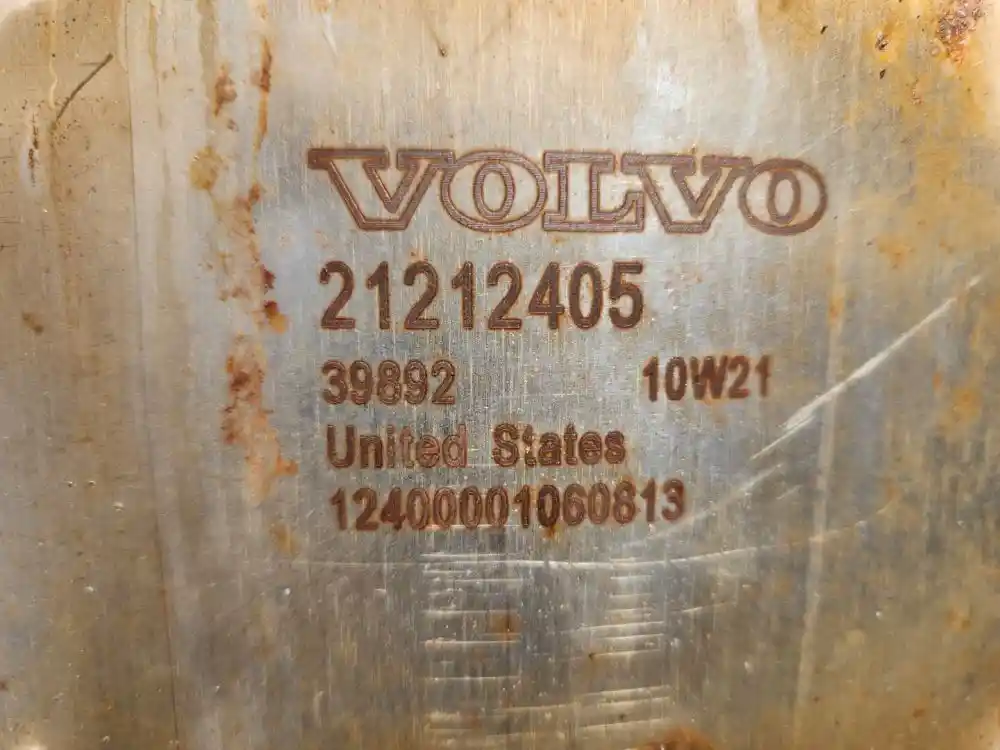 VOLVO
21212405
39892 10W21
United States
12400001060813